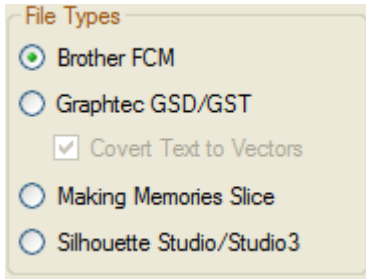 File Types
Brother FCM
Graphtec GSD/GST
Covert Text to Vectors
Making Memories Slice
Silhouette Studio/Studio3